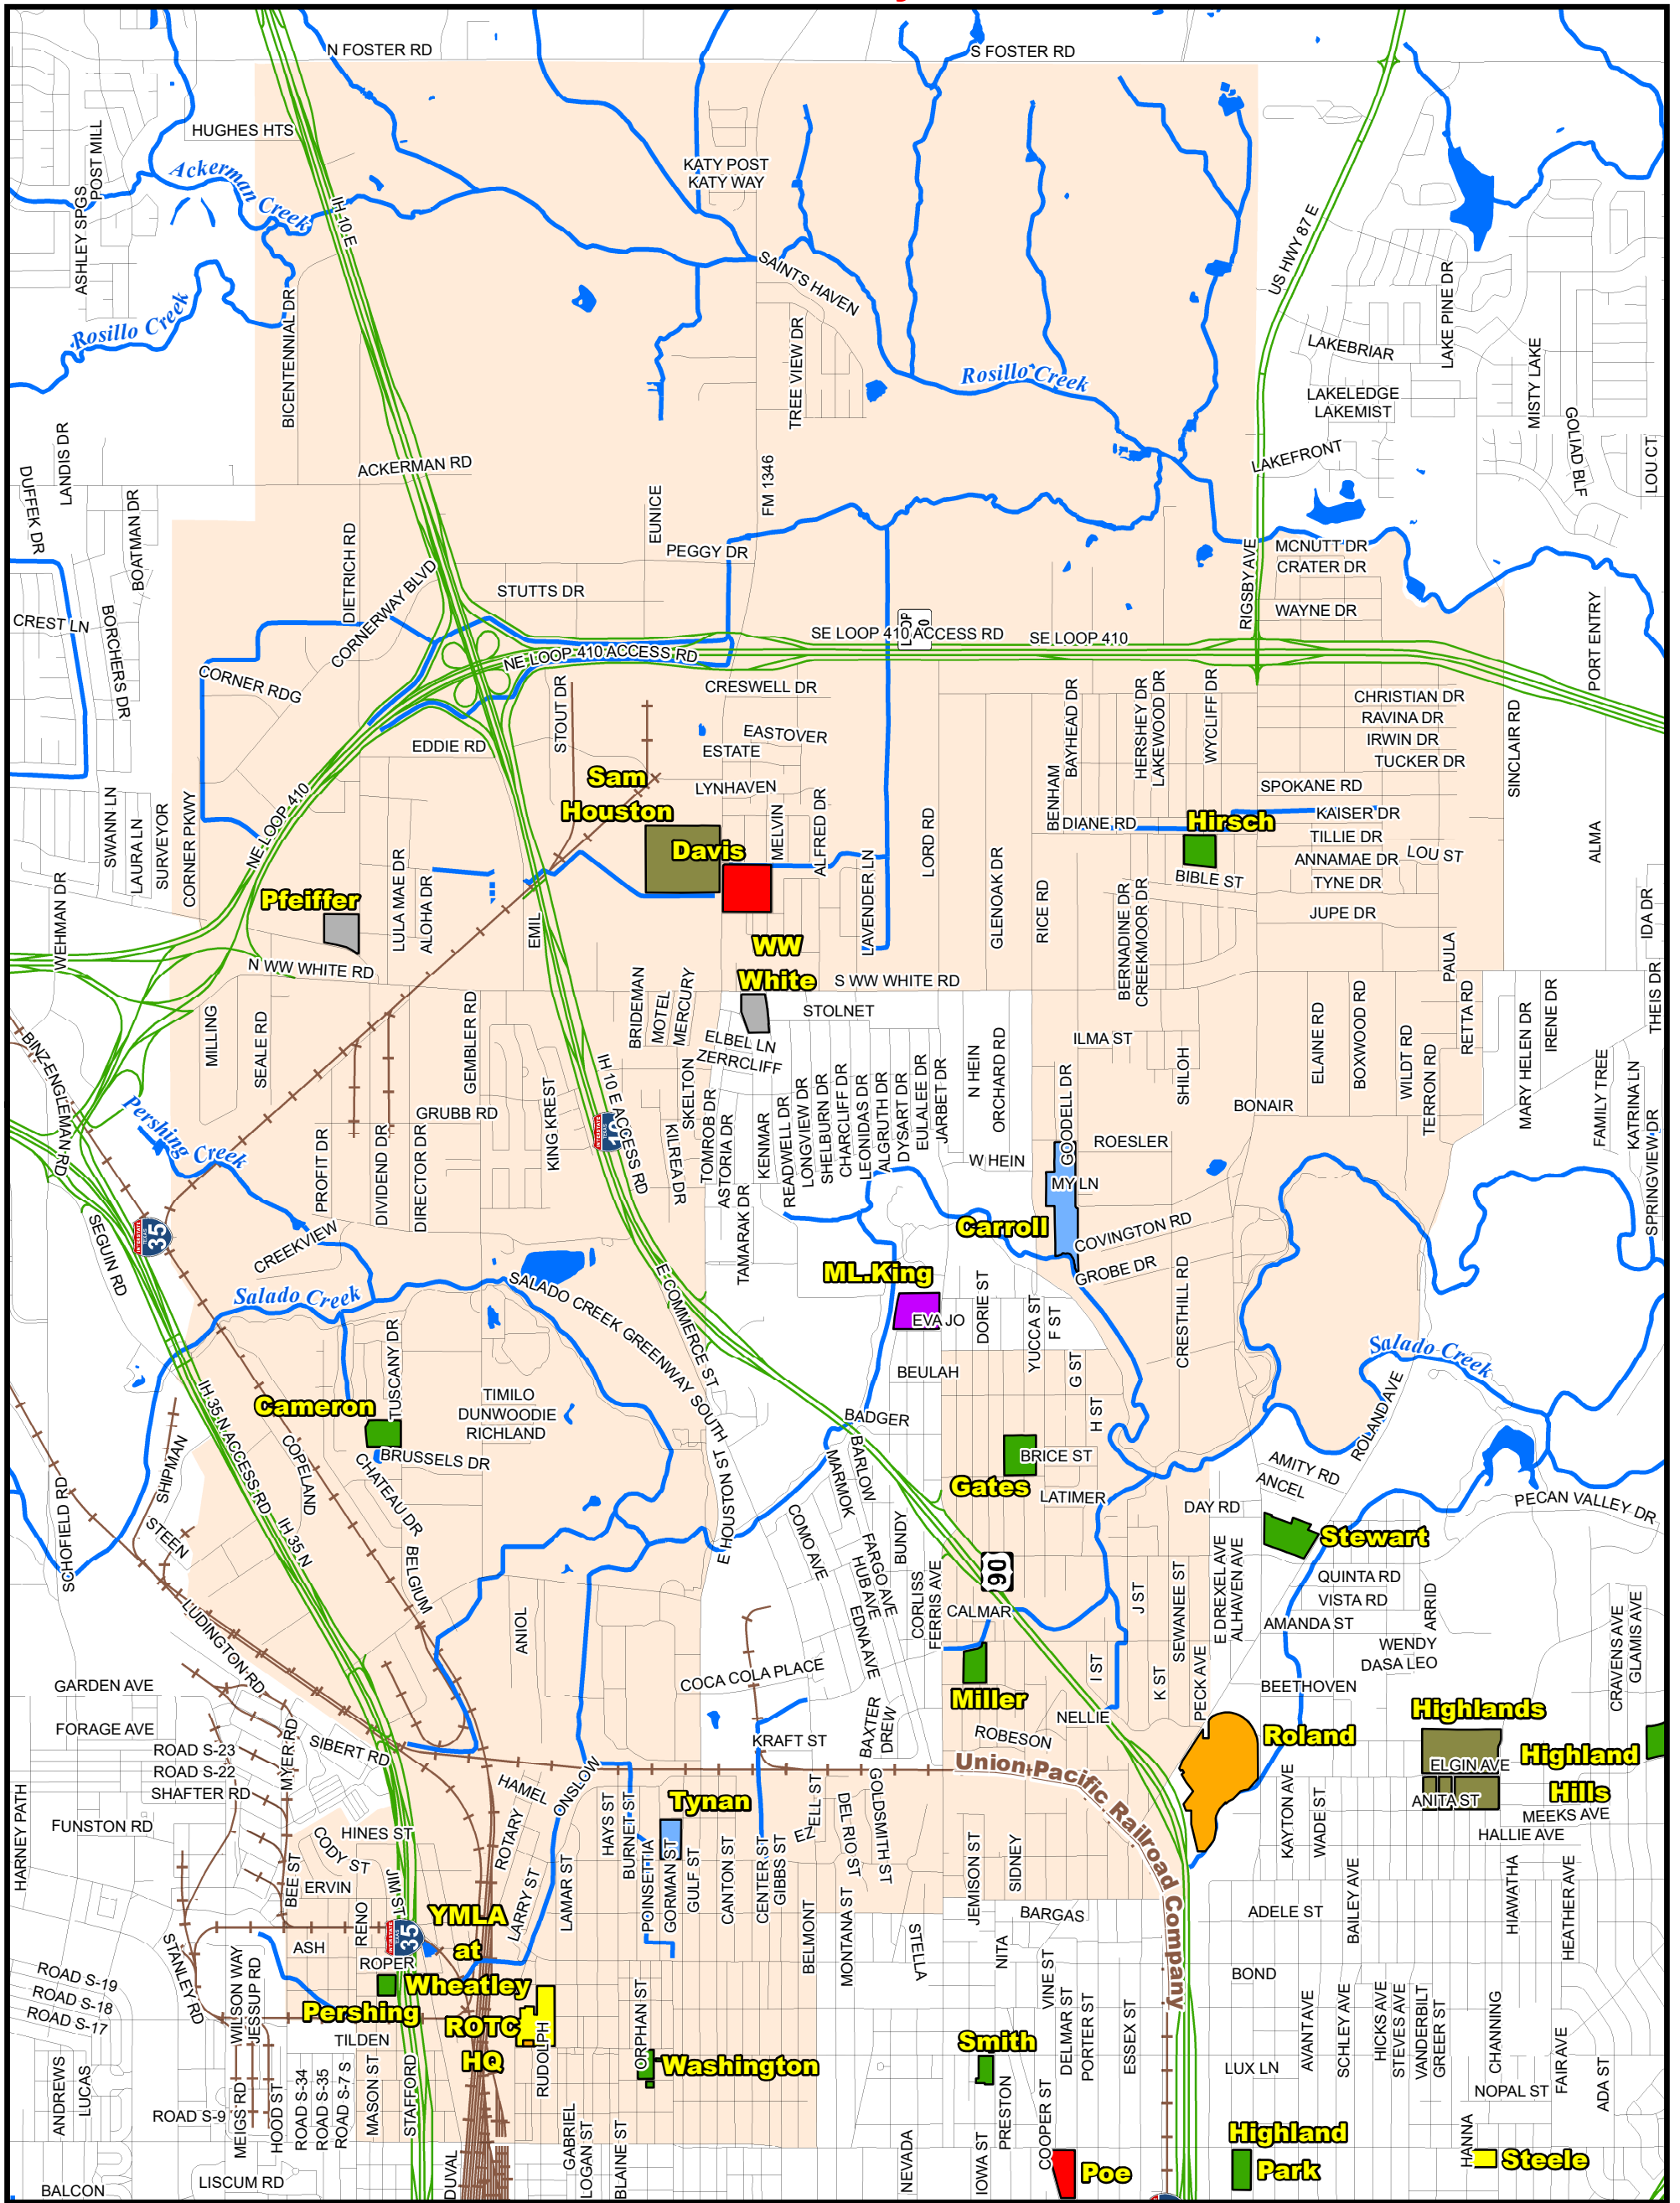 N FOSTER RD
S FOSTER RD
HUGHES HTS
POST MILL
ASHLEY SPGS
Ackerman Creek
IH 10 E
KATY POST
KATY WAY
US HWY 87 E
SAINTS HAVEN
Rosillo Creek
BICENTENNIAL DR
TREE VIEW DR
Rosillo Creek
LAKEBRIAR
LAKE PINE DR
MISTY LAKE
LAKELEDGE
LAKEMIST
GOLIAD BLF
LOU CT
LAKEFRONT
LANDIS DR
DUFFEK DR
BOATMAN DR
ACKERMAN RD
FM 1346
EUNICE
PEGGY DR
DIETRICH RD
CORNERWAY BLVD
STUTTS DR
RIGSBY AVE
MCNUTT DR
CRATER DR
WAYNE DR
PORT ENTRY
CREST LN
BORCHERS DR
LOOP
SE LOOP 410 ACCESS RD
SE LOOP 410
NE LOOP 410 ACCESS RD
CORNER RDG
CRESWELL DR
STOUT DR
EDDIE RD
EASTOVER
ESTATE
LYNHAVEN
BAYHEAD DR
HERSHEY DR
LAKEWOOD DR
WYCLIFF DR
CHRISTIAN DR
RAVINA DR
IRWIN DR
TUCKER DR
SINCLAIR RD
SPOKANE RD
KAISER DR
TILLIE DR
ANNAMAE DR
LOU ST
TYNE DR
JUPE DR
Sam
Houston
Davis
MELVIN
ALFRED DR
LAVENDER LN
LORD RD
BENHAM
DIANE RD
Hirsch
BIBLE ST
ALMA
SWANN LN
LAURA LN
SURVEYOR
CORNER PKWY
NE LOOP 410
WEHMAN DR
Pfeiffer
LULA MAE DR
ALOHA DR
EMIL
GLENOAK DR
RICE RD
BERNADINE DR
CREEKMOOR DR
PAULA
IDA DR
THEIS DR
WW
White
N WW WHITE RD
S WW WHITE RD
STOLNET
BRIDEMAN
MOTEL
MERCURY
ELBEL LN
ZERRCLIFF
ILMA ST
BINZ-ENGLEMAN RD
MILLING
SEALE RD
GEMBLER RD
GRUBB RD
KING KREST
IH 10 E ACCESS RD
10
SKELTON
KILREA DR
TOMROB DR
ASTORIA DR
TAMARAK DR
KENMAR
READWELL DR
LONGVIEW DR
SHELBURN DR
CHARCLIFF DR
LEONIDAS DR
ALGRUTH DR
DYSART DR
EULALEE DR
JARBET DR
N HEIN
ORCHARD RD
W HEIN
GOODELL DR
MY LN
ROESLER
SHILOH
BONAIR
ELAINE RD
BOXWOOD RD
WILDT RD
TERRON RD
RETTA RD
MARY HELEN DR
IRENE DR
FAMILY TREE
KATRINA LN
SPRINGVIEW DR
Pershing Creek
PROFIT DR
DIVIDEND DR
DIRECTOR DR
CREEKVIEW
35
SEGUIN RD
Salado Creek
SALADO CREEK GREENWAY SOUTH
E COMMERCE ST
Carroll
COVINGTON RD
GROBE DR
ML.King
EVA JO
DORIE ST
YUCCA ST
F ST
G ST
H ST
CRESTHILL RD
BEULAH
Salado Creek
ROLAND AVE
Cameron
TUSCANY DR
BRUSSELS DR
CHATEAU DR
TIMILO
DUNWOODIE
RICHLAND
IH 35 N ACCESS RD
COPELAND
IH 35 N
SHIPMAN
STEEN
SCHOFIELD RD
BELGIUM
LUDINGTON RD
E HOUSTON ST
BADGER
BARLOW
MARMOK
COMO AVE
FARGO AVE
HUB AVE
EDNA AVE
BUNDY
CORLISS
FERRIS AVE
BRICE ST
Gates
LATIMER
90
CALMAR
Miller
AMITY RD
ANCEL
DAY RD
PECAN VALLEY DR
Stewart
QUINTA RD
VISTA RD
AMANDA ST
ARRID
WENDY
DASA LEO
BEETHOVEN
CRAVENS AVE
GLAMIS AVE
E DREXEL AVE
ALHAVEN AVE
J ST
SEWANEE ST
I ST
K ST
PECK AVE
NELLIE
ROBESON
ANIOL
COCA COLA PLACE
KRAFT ST
BAXTER
DREW
Union Pacific Railroad Company
Roland
Highlands
ELGIN AVE
ANITA ST
Highland
Hills
MEEKS AVE
HALLIE AVE
KAYTON AVE
WADE ST
GARDEN AVE
FORAGE AVE
ROAD S-23
ROAD S-22
SHAFTER RD
FUNSTON RD
HARNEY PATH
MYER RD
SIBERT RD
HAMEL
ONSLOW
ROTARY
HINES ST
CODY ST
ERVIN
BEE ST
JIM ST
RENO
ASH
ROPER
35
Tynan
HAYS ST
BURNET ST
POINSETTIA
GORMAN ST
GULF ST
CANTON ST
CENTER ST
GIBBS ST
EZELL ST
DEL RIO ST
GOLDSMITH ST
LARRY ST
LAMAR ST
BELMONT
MONTANA ST
STELLA
JEMISON ST
SIDNEY
BARGAS
NITA
VINE ST
ADELE ST
BAILEY AVE
HIAWATHA
HEATHER AVE
BOND
STANLEY RD
WILSON WAY
JESSUP RD
ROAD S-19
ROAD S-18
ROAD S-17
YMLA
at
Wheatley
Pershing
ROTC
HQ
TILDEN
RUDOLPH
ORPHAN ST
Washington
Smith
DELMAR ST
PORTER ST
ESSEX ST
LUX LN
AVANT AVE
SCHLEY AVE
HICKS AVE
STEVES AVE
VANDERBILT
GREER ST
CHANNING
FAIR AVE
NOPAL ST
ADA ST
ANDREWS
LUCAS
ROAD S-9
MEIGS RD
HOOD ST
ROAD S-34
ROAD S-35
ROAD S-7 S
MASON ST
STAFFORD
DUVAL
LISCUM RD
BALCON
GABRIEL
LOGAN ST
BLAINE ST
NEVADA
IOWA ST
PRESTON
COOPER ST
Poe
Highland
Park
HANNA
Steele